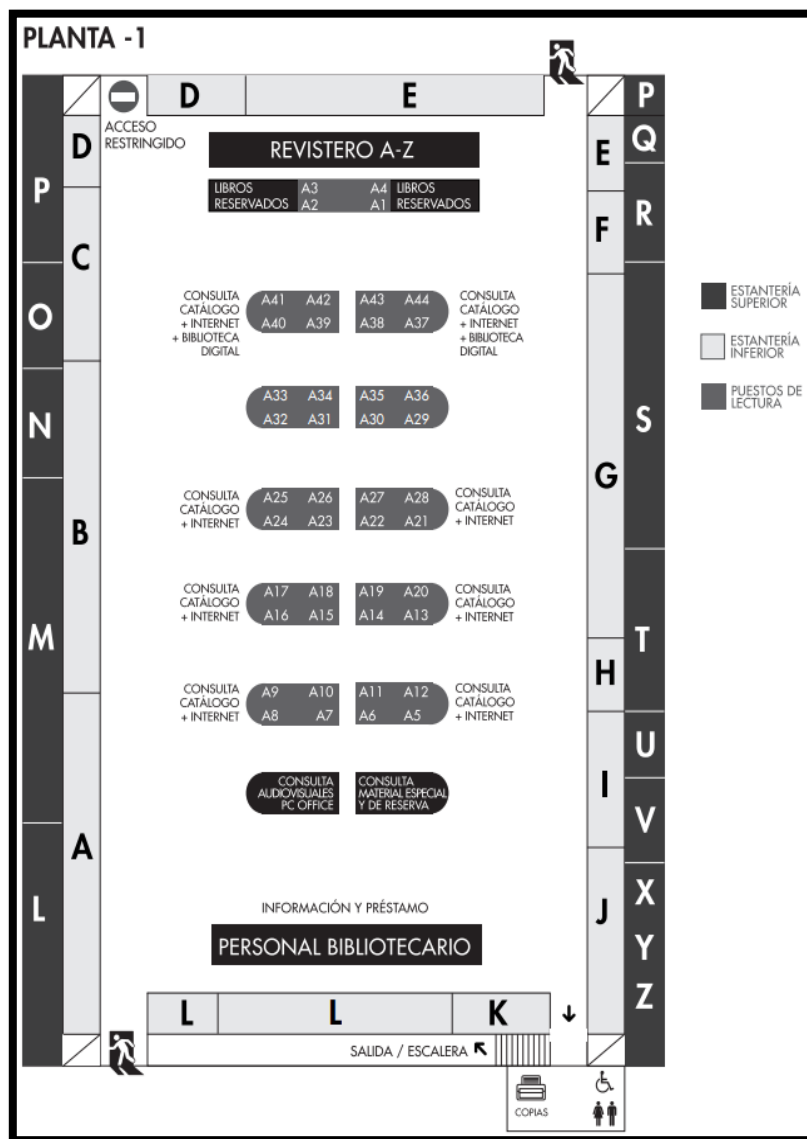 PLANTA -1
D E
P
ACCESO
RESTRINGIDO
D
REVISTERO A-Z
E
Q
P
LIBROS
RESERVADOS
A3 A4
A2 A1
LIBROS
RESERVADOS
F
R
C
O
CONSULTA
CATÁLOGO
+ INTERNET
+ BIBLIOTECA
DIGITAL
A41 A42 A43 A44
A40 A39 A38 A37
CONSULTA
CATÁLOGO
+ INTERNET
+ BIBLIOTECA
DIGITAL
ESTANTERÍA
SUPERIOR
ESTANTERÍA
INFERIOR
PUESTOS DE
LECTURA
N
A33 A34 A35 A36
A32 A31 A30 A29
S
G
B
CONSULTA
CATÁLOGO
+ INTERNET
A25 A26 A27 A28
A24 A23 A22 A21
CONSULTA
CATÁLOGO
+ INTERNET
M
CONSULTA
CATÁLOGO
+ INTERNET
A17 A18 A19 A20
A16 A15 A14 A13
CONSULTA
CATÁLOGO
+ INTERNET
T
H
CONSULTA
CATÁLOGO
+ INTERNET
A9 A10 A11 A12
A8 A7 A6 A5
CONSULTA
CATÁLOGO
+ INTERNET
U
I
CONSULTA
AUDIOVISUALES
PC OFFICE
CONSULTA
MATERIAL ESPECIAL
Y DE RESERVA
V
A
L
INFORMACIÓN Y PRÉSTAMO
PERSONAL BIBLIOTECARIO
J
X
Y
Z
L L K
SALIDA / ESCALERA
COPIAS